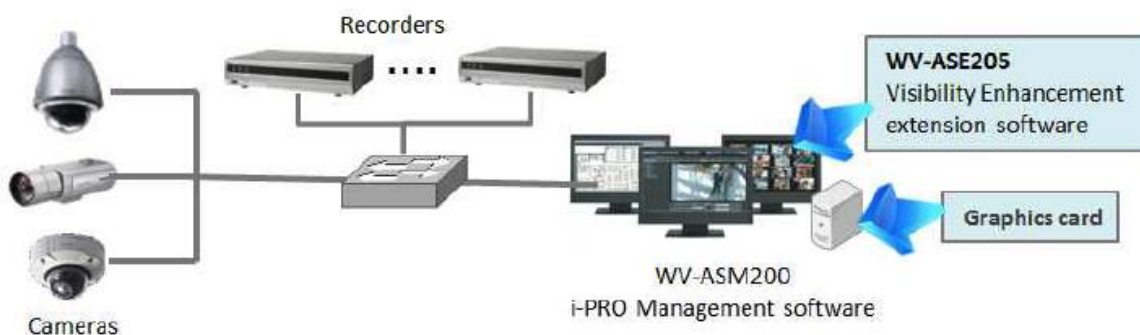 Recorders
WV-ASE205
Visibility Enhancement
extension software
Graphics card
WV-ASM200
i-PRO Management software
Cameras